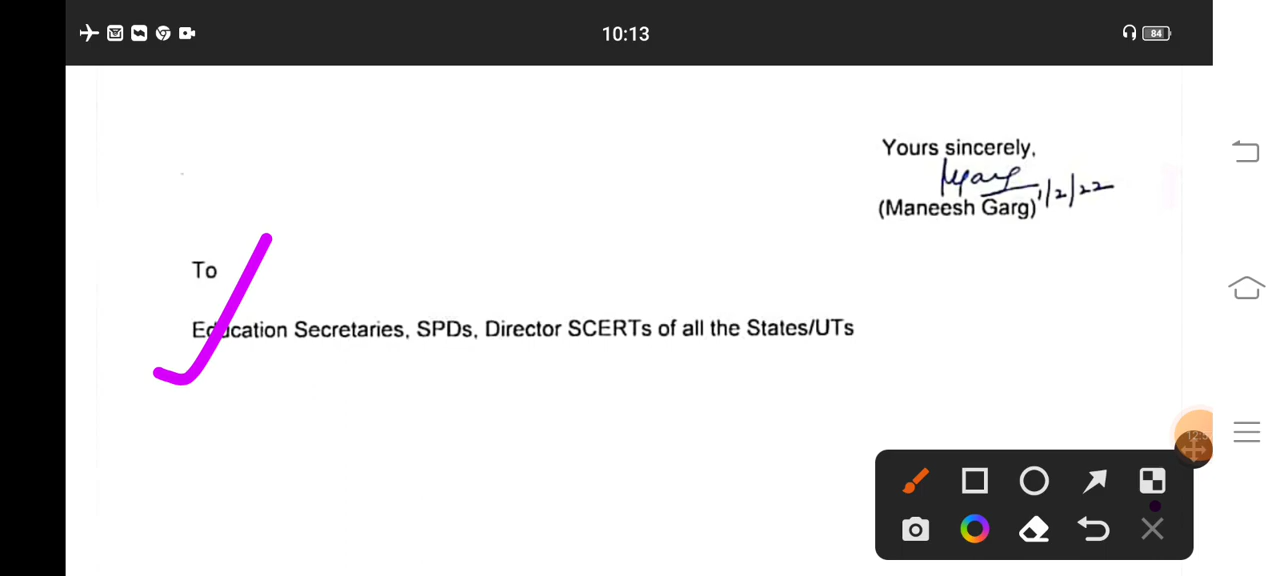 10:13
84
Yours sincerely,
(Maneesh Garg) 1/2/22
To
Education Secretaries, SPDs, Director SCERTs of all the States/UTs